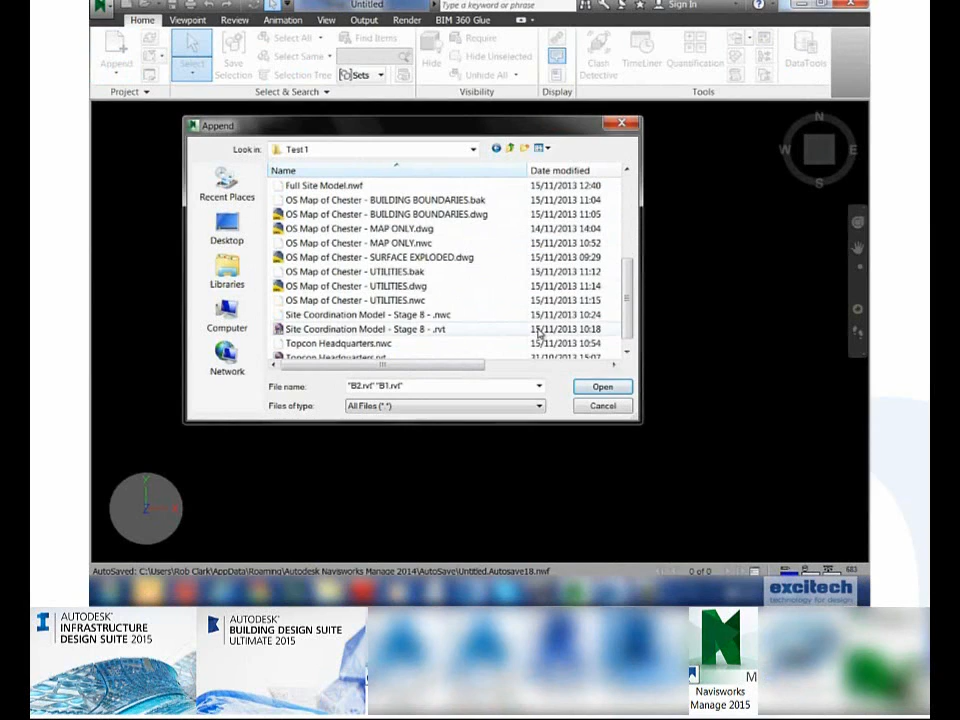 Untitled
Type a keyword or phrase
Sign In
Home Viewpoint Review Animation View Output Render BIM 360 Glue
Append
Select
Save Selection
Select All
Select Same
Selection Tree
Find Items
Sets
Hide
Require
Hide Unselected
Unhide All
Clash Detective
TimeLiner
Quantification
DataTools
Project
Select & Search
Visibility
Display
Tools
Append
Look in:
Test1
Name
Date modified
Full Site Model.nwf 15/11/2013 12:40
OS Map of Chester - BUILDING BOUNDARIES.bak 15/11/2013 11:04
OS Map of Chester - BUILDING BOUNDARIES.dwg 15/11/2013 11:05
OS Map of Chester - MAP ONLY.dwg 14/11/2013 14:04
OS Map of Chester - MAP ONLY.nwc 15/11/2013 10:52
OS Map of Chester - SURFACE EXPLODED.dwg 15/11/2013 09:29
OS Map of Chester - UTILITIES.bak 15/11/2013 11:12
OS Map of Chester - UTILITIES.dwg 15/11/2013 11:14
OS Map of Chester - UTILITIES.nwc 15/11/2013 11:15
Site Coordination Model - Stage 8 - .nwc 15/11/2013 10:24
Site Coordination Model - Stage 8 - .rvt 15/11/2013 10:18
Topcon Headquarters.nwc 15/11/2013 10:54
Topcon Headquarters.rvt 31/10/2013 15:07
Recent Places
Desktop
Libraries
Computer
Network
File name: "B2.rvt" "B1.rvt"
Open
Files of type: All Files (*.*)
Cancel
N
W
E
S
Y
Z
X
AutoSaved: C:\Users\Rob Clark\AppData\Roaming\Autodesk Navisworks Manage 2014\AutoSave\Untitled.Autosave18.nwf
0 of 0
683
excitech
technology for design
AUTODESK®
INFRASTRUCTURE
DESIGN SUITE 2015
AUTODESK®
BUILDING DESIGN SUITE
ULTIMATE 2015
M
Navisworks
Manage 2015